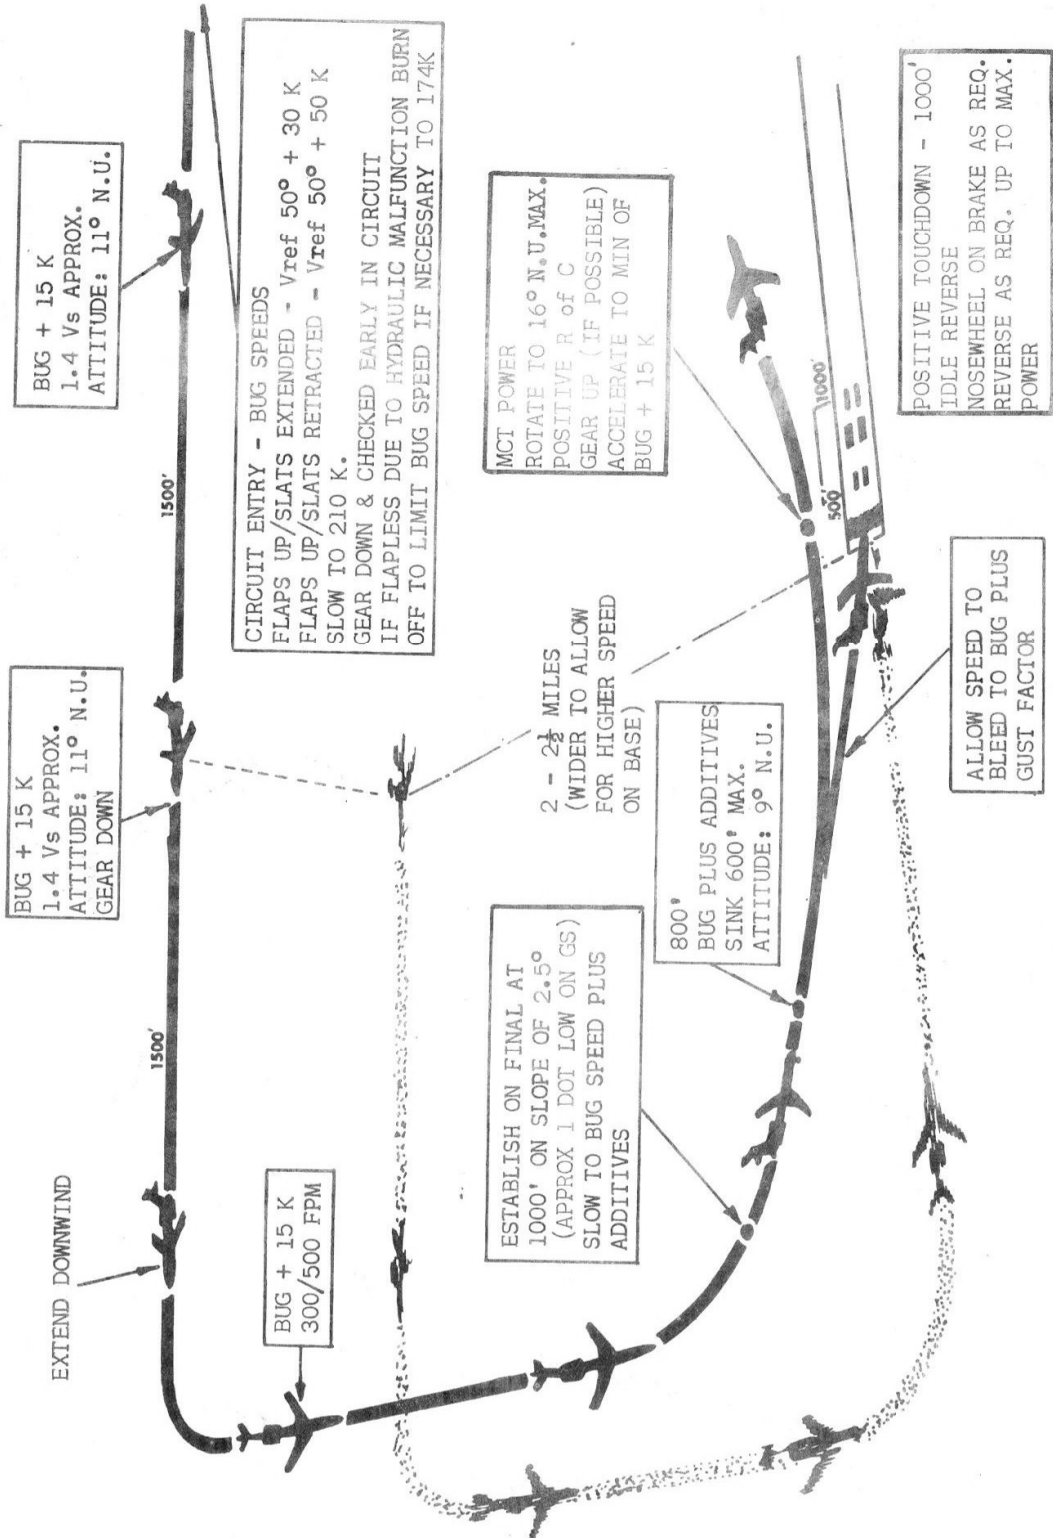 BUG + 15 K
1.4 Vs APPROX.
ATTITUDE: 11° N.U.
1500'
CIRCUIT ENTRY - BUG SPEEDS
FLAPS UP/SLATS EXTENDED - Vref 50° + 30 K
FLAPS UP/SLATS RETRACTED - Vref 50° + 50 K
SLOW TO 210 K.
GEAR DOWN & CHECKED EARLY IN CIRCUIT
IF FLAPLESS DUE TO HYDRAULIC MALFUNCTION BURN
OFF TO LIMIT BUG SPEED IF NECESSARY TO 174K
BUG + 15 K
1.4 Vs APPROX.
ATTITUDE: 11° N.U.
GEAR DOWN
1500'
EXTEND DOWNWIND
BUG + 15 K
300/500 FPM
2 - 2½ MILES
(WIDER TO ALLOW
FOR HIGHER SPEED
ON BASE)
ESTABLISH ON FINAL AT
1000' ON SLOPE OF 2.5°
(APPROX 1 DOT LOW ON GS)
SLOW TO BUG SPEED PLUS
ADDITIVES
800'
BUG PLUS ADDITIVES
SINK 600' MAX.
ATTITUDE: 9° N.U.
MCT POWER
ROTATE TO 16° N.U.MAX.
POSITIVE R of C
GEAR UP (IF POSSIBLE)
ACCELERATE TO MIN OF
BUG + 15 K
500'
1000'
ALLOW SPEED TO
BLEED TO BUG PLUS
GUST FACTOR
POSITIVE TOUCHDOWN - 1000'
IDLE REVERSE
NOSEWHEEL ON BRAKE AS REQ.
REVERSE AS REQ. UP TO MAX.
POWER